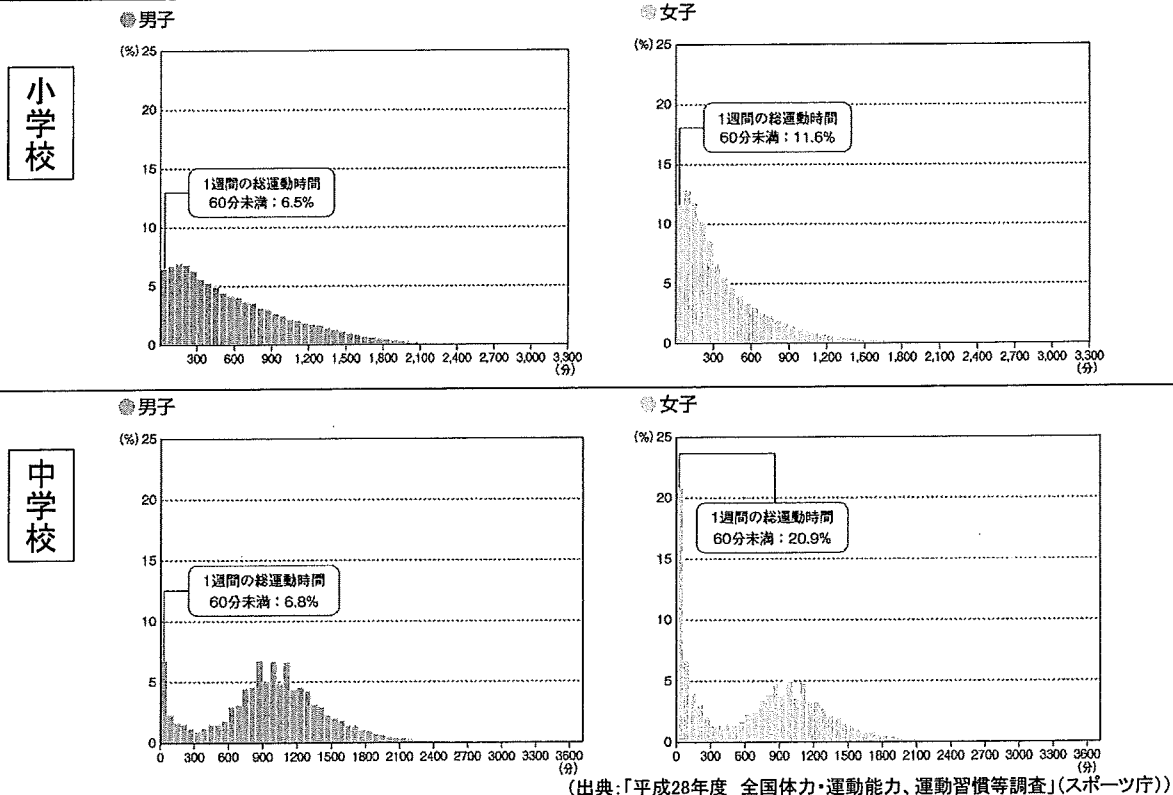 小学校
●男子
(%)
25
20
15
10
5
0
1週間の総運動時間
60分未満：6.5%
300 600 900 1,200 1,500 1,800 2,100 2,400 2,700 3,000 3,300
(分)
●女子
(%)
25
20
15
10
5
0
1週間の総運動時間
60分未満：11.6%
300 600 900 1,200 1,500 1,800 2,100 2,400 2,700 3,000 3,300
(分)
中学校
●男子
(%)
25
20
15
10
5
0
1週間の総運動時間
60分未満：6.8%
0 300 600 900 1200 1500 1800 2100 2400 2700 3000 3300 3600
(分)
●女子
(%)
25
20
15
10
5
0
1週間の総運動時間
60分未満：20.9%
0 300 600 900 1200 1500 1800 2100 2400 2700 3000 3300 3600
(分)
(出典：「平成28年度 全国体力・運動能力、運動習慣等調査」(スポーツ庁))